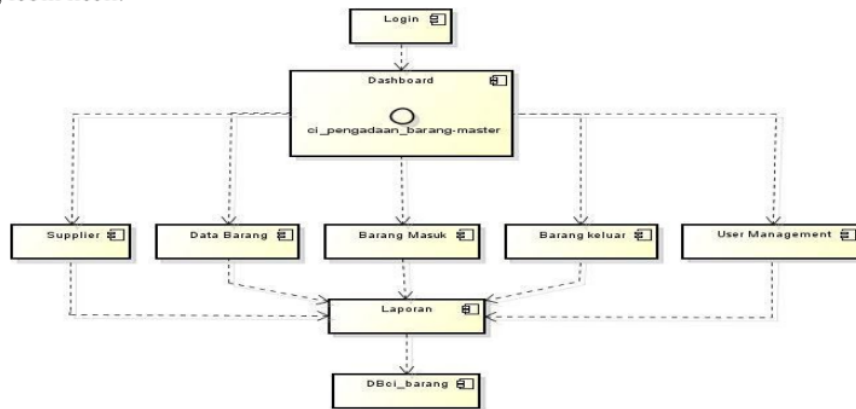 Login
Dashboard
ci_pengadaan_barang-master
Supplier
Data Barang
Barang Masuk
Barang keluar
User Management
Laporan
DBci_barang